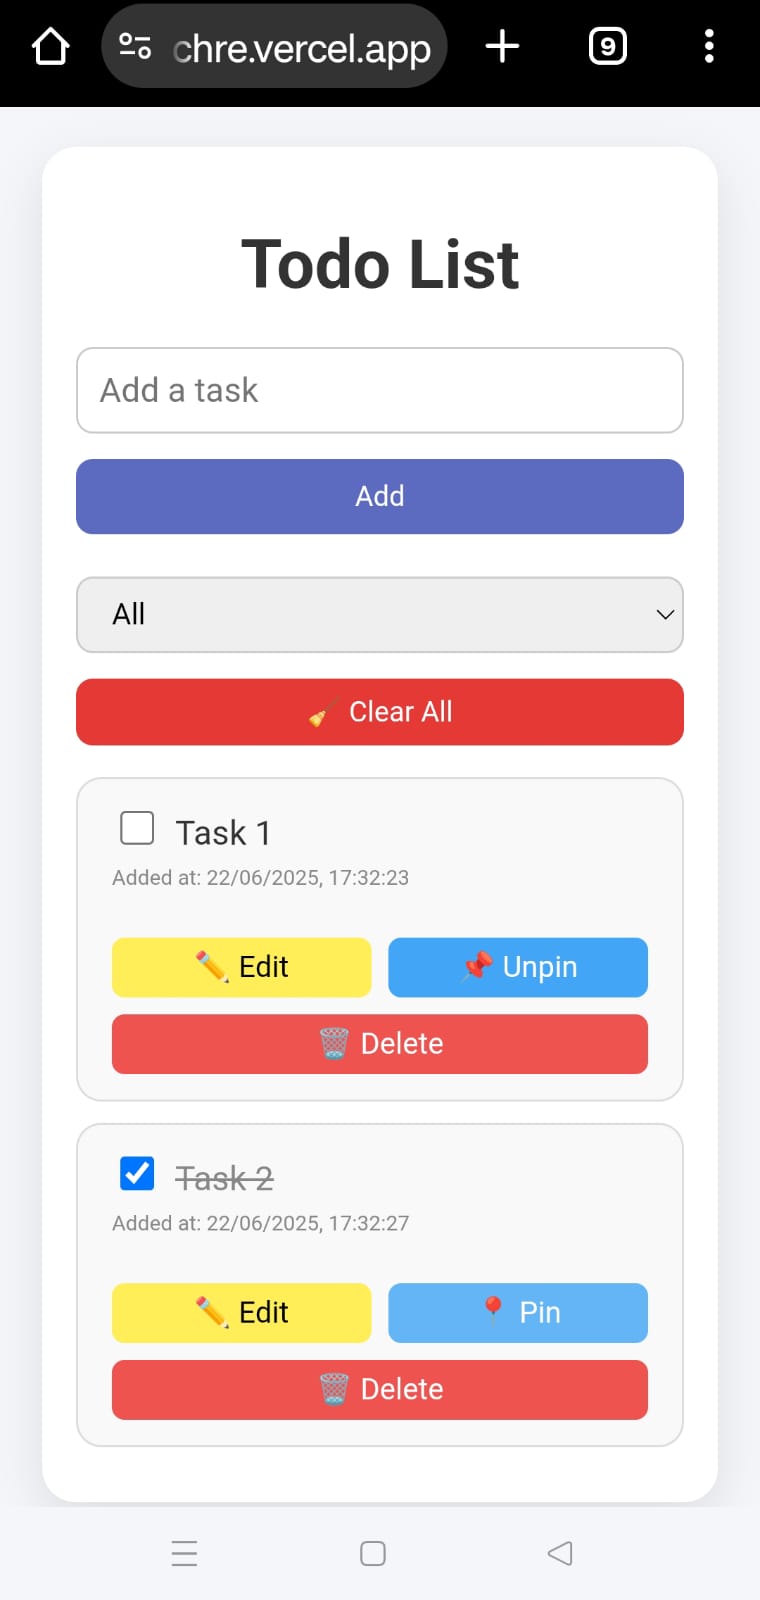 chre.vercel.app
9
Todo List
Add a task
Add
All
🧹 Clear All
Task 1
Added at: 22/06/2025, 17:32:23
✏️ Edit
📌 Unpin
🗑️ Delete
Task 2
Added at: 22/06/2025, 17:32:27
✏️ Edit
📍 Pin
🗑️ Delete